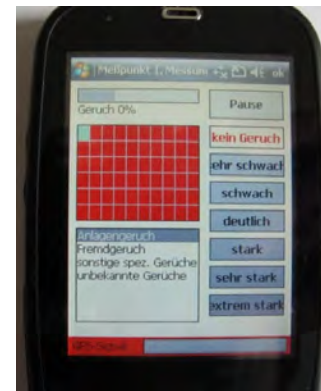 Meßpunkt 1, Messum
ok
Geruch 0%
Pause
kein Geruch
ehr schwach
schwach
deutlich
stark
sehr stark
extrem stark
Anlagengeruch
Fremdgeruch
sonstige spez. Gerüche
unbekannte Gerüche
GPS-Signal